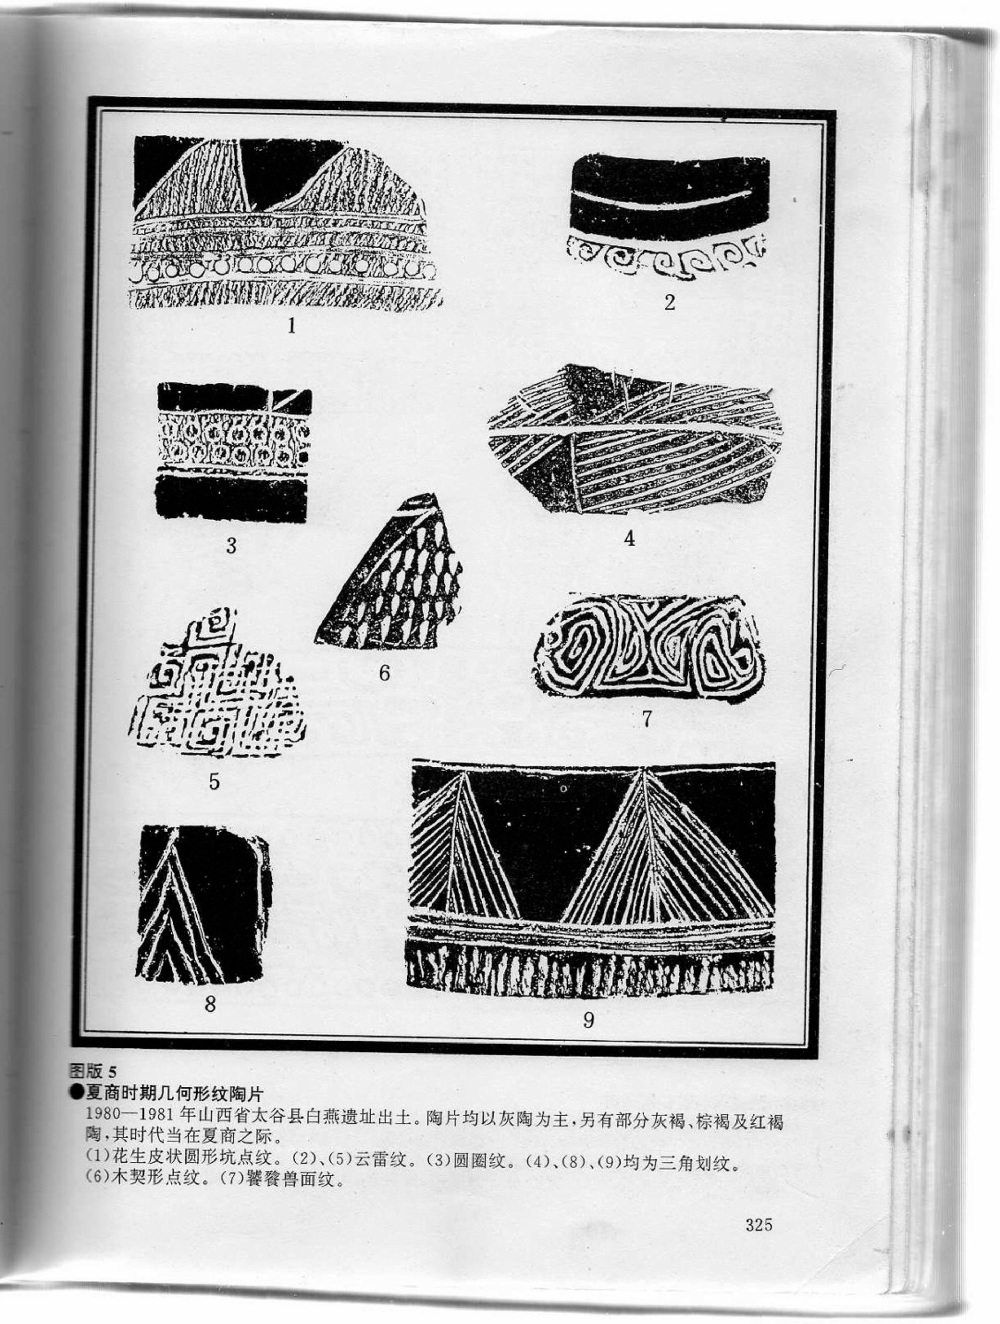 1
2
3
4
6
5
7
8
9
图版 5
●夏商时期几何形纹陶片
1980—1981 年山西省太谷县白燕遗址出土。陶片均以灰陶为主,另有部分灰褐、棕褐及红褐
陶,其时代当在夏商之际。
(1)花生皮状圆形坑点纹。(2)、(5)云雷纹。(3)圆圈纹。(4)、(8)、(9)均为三角划纹。
(6)木契形点纹。(7)饕餮兽面纹。
325